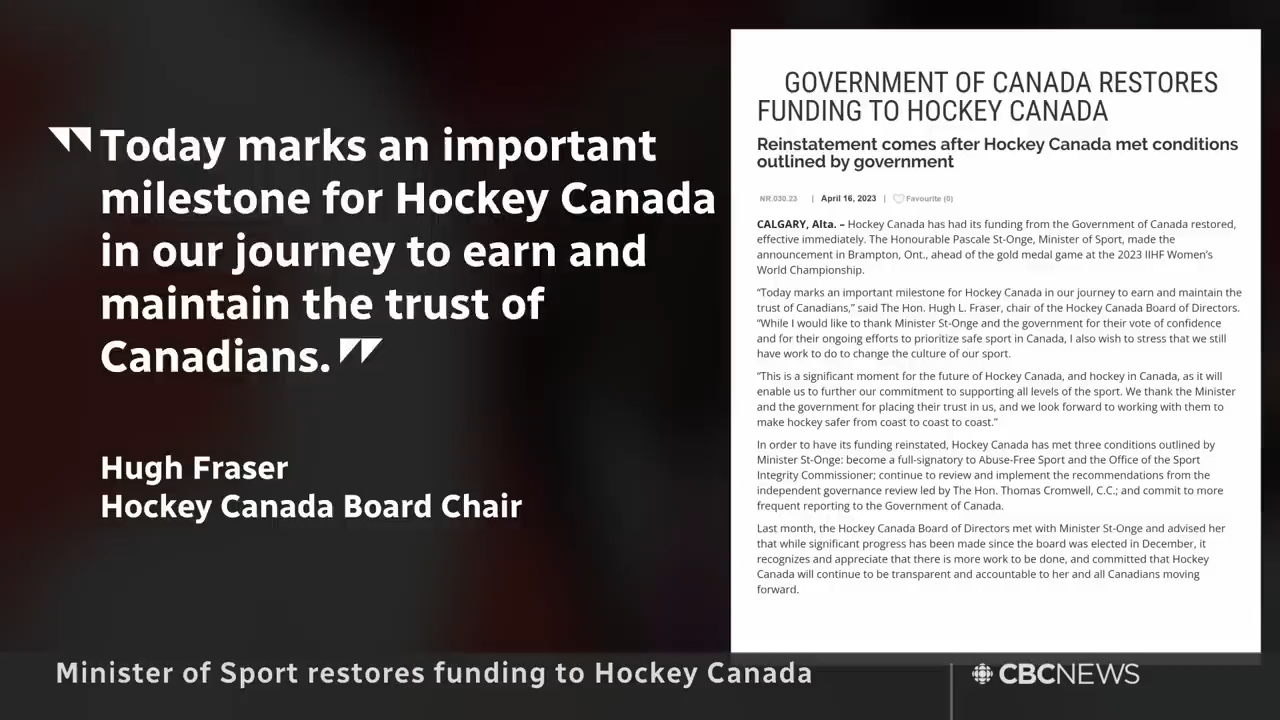 Today marks an important
milestone for Hockey Canada
in our journey to earn and
maintain the trust of
Canadians.
Hugh Fraser
Hockey Canada Board Chair
GOVERNMENT OF CANADA RESTORES
FUNDING TO HOCKEY CANADA
Reinstatement comes after Hockey Canada met conditions
outlined by government
NR.030.23 | April 16, 2023 | Favourite (0)
CALGARY, Alta. – Hockey Canada has had its funding from the Government of Canada restored,
effective immediately. The Honourable Pascale St-Onge, Minister of Sport, made the
announcement in Brampton, Ont., ahead of the gold medal game at the 2023 IIHF Women's
World Championship.
"Today marks an important milestone for Hockey Canada in our journey to earn and maintain the
trust of Canadians," said The Hon. Hugh L. Fraser, chair of the Hockey Canada Board of Directors.
"While I would like to thank Minister St-Onge and the government for their vote of confidence
and for their ongoing efforts to prioritize safe sport in Canada, I also wish to stress that we still
have work to do to change the culture of our sport.
"This is a significant moment for the future of Hockey Canada, and hockey in Canada, as it will
enable us to further our commitment to supporting all levels of the sport. We thank the Minister
and the government for placing their trust in us, and we look forward to working with them to
make hockey safer from coast to coast to coast."
In order to have its funding reinstated, Hockey Canada has met three conditions outlined by
Minister St-Onge: become a full-signatory to Abuse-Free Sport and the Office of the Sport
Integrity Commissioner; continue to review and implement the recommendations from the
independent governance review led by The Hon. Thomas Cromwell, C.C.; and commit to more
frequent reporting to the Government of Canada.
Last month, the Hockey Canada Board of Directors met with Minister St-Onge and advised her
that while significant progress has been made since the board was elected in December, it
recognizes and appreciate that there is more work to be done, and committed that Hockey
Canada will continue to be transparent and accountable to her and all Canadians moving
forward.
Minister of Sport restores funding to Hockey Canada
CBCNEWS